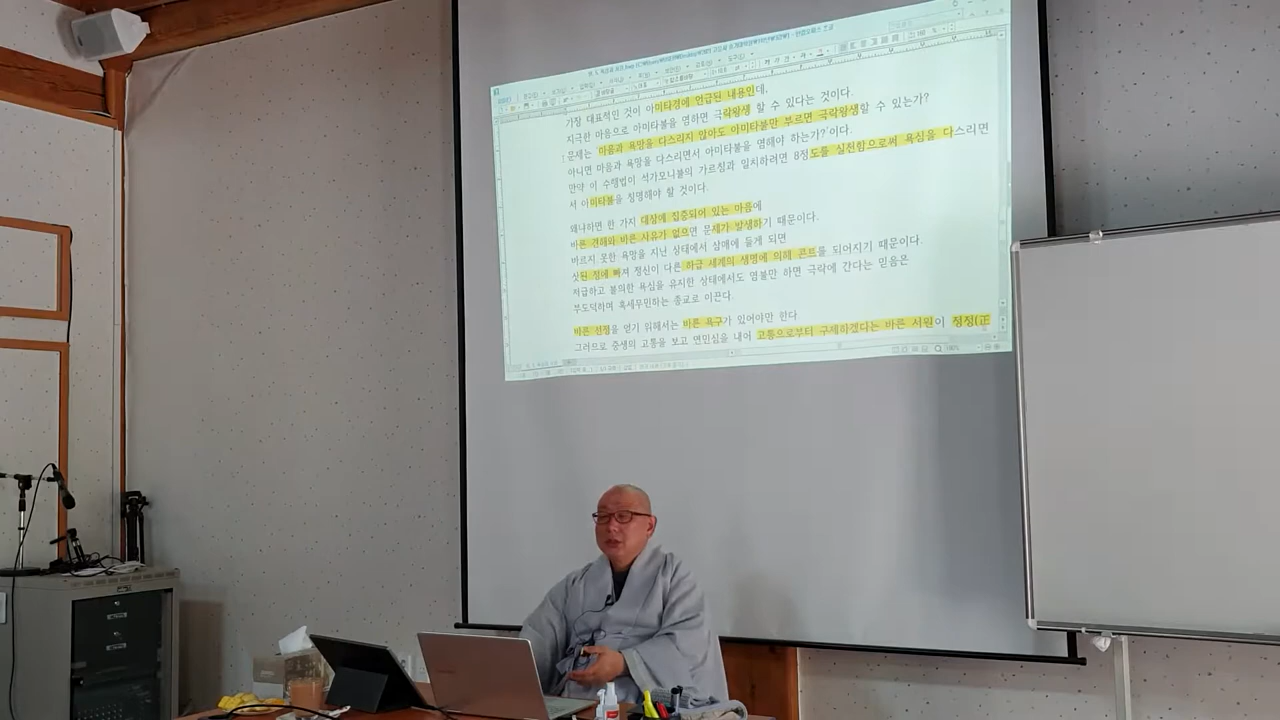 가장 대표적인 것이 아미타경에 언급된 내용인데,
지극한 마음으로 아미타불을 염하면 극락왕생 할 수 있다는 것이다.
문제는 '마음과 욕망을 다스리지 않아도 아미타불만 부르면 극락왕생할 수 있는가?
아니면 마음과 욕망을 다스리면서 아미타불을 염해야 하는가?'이다.
만약 이 수행법이 석가모니불의 가르침과 일치하려면 8정도를 실천함으로써 욕심을 다스리면
서 아미타불을 칭명해야 할 것이다.
왜냐하면 한 가지 대상에 집중되어 있는 마음에
바른 견해와 바른 사유가 없으면 문제가 발생하기 때문이다.
바르지 못한 욕망을 지닌 상태에서 삼매에 들게 되면
삿된 정에 빠져 정신이 다른 하급 세계의 생명에 의해 콘트롤 되어지기 때문이다.
저급하고 불의한 욕심을 유지한 상태에서도 염불만 하면 극락에 간다는 믿음은
부도덕하며 혹세무민하는 종교로 이끈다.
바른 선정을 얻기 위해서는 바른 욕구가 있어야만 한다
그러므로 중생의 고통을 보고 연민심을 내어 고통으로부터 구제하겠다는 바른 서원이 정정(正